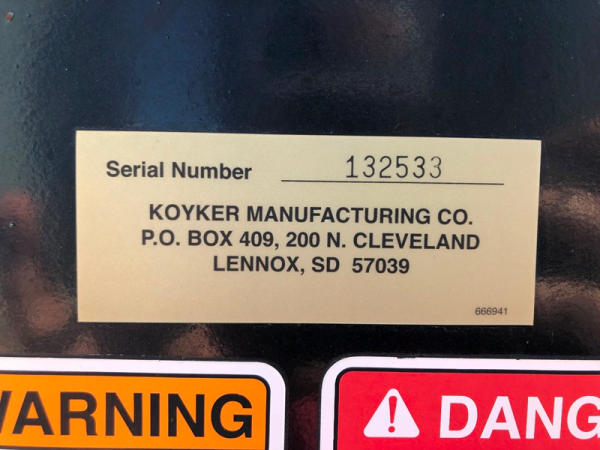 Serial Number 132533
KOYKER MANUFACTURING CO.
P.O. BOX 409, 200 N. CLEVELAND
LENNOX, SD 57039
666941
WARNING
DANG